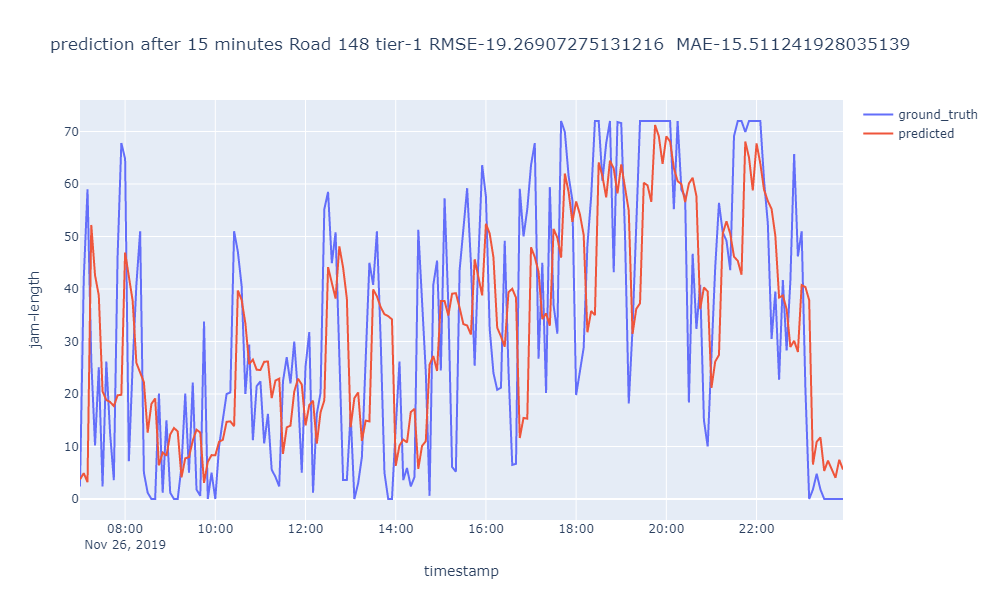 prediction after 15 minutes Road 148 tier-1 RMSE-19.26907275131216  MAE-15.511241928035139
ground_truth
predicted
70
60
50
40
30
20
10
0
jam-length
08:00 10:00 12:00 14:00 16:00 18:00 20:00 22:00
Nov 26, 2019
timestamp